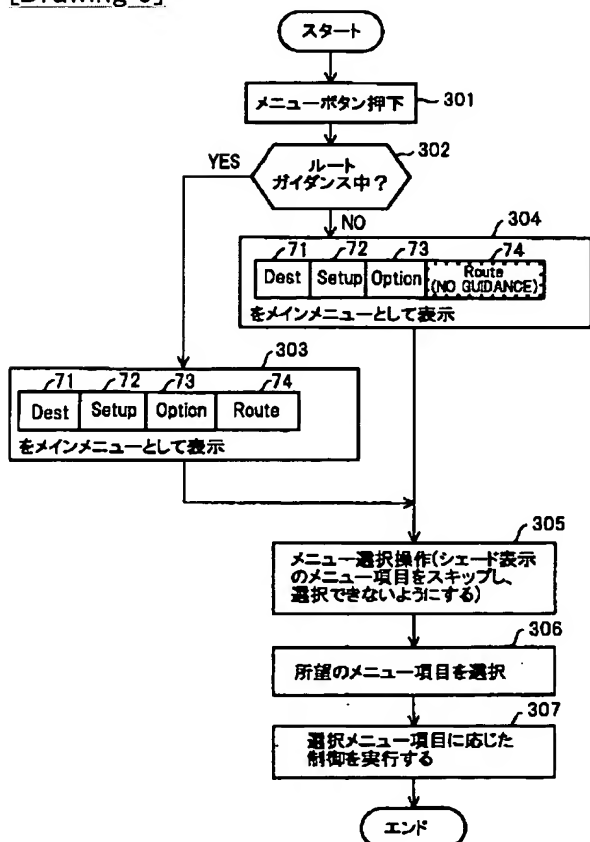 スタート
メニューボタン押下
301
302
ルート
ガイダンス中?
YES
NO
304
71 72 73 74
Dest Setup Option Route
(NO GUIDANCE)
をメインメニューとして表示
303
71 72 73 74
Dest Setup Option Route
をメインメニューとして表示
305
メニュー選択操作(シェード表示
のメニュー項目をスキップし、
選択できないようにする)
306
所望のメニュー項目を選択
307
選択メニュー項目に応じた
制御を実行する
エンド